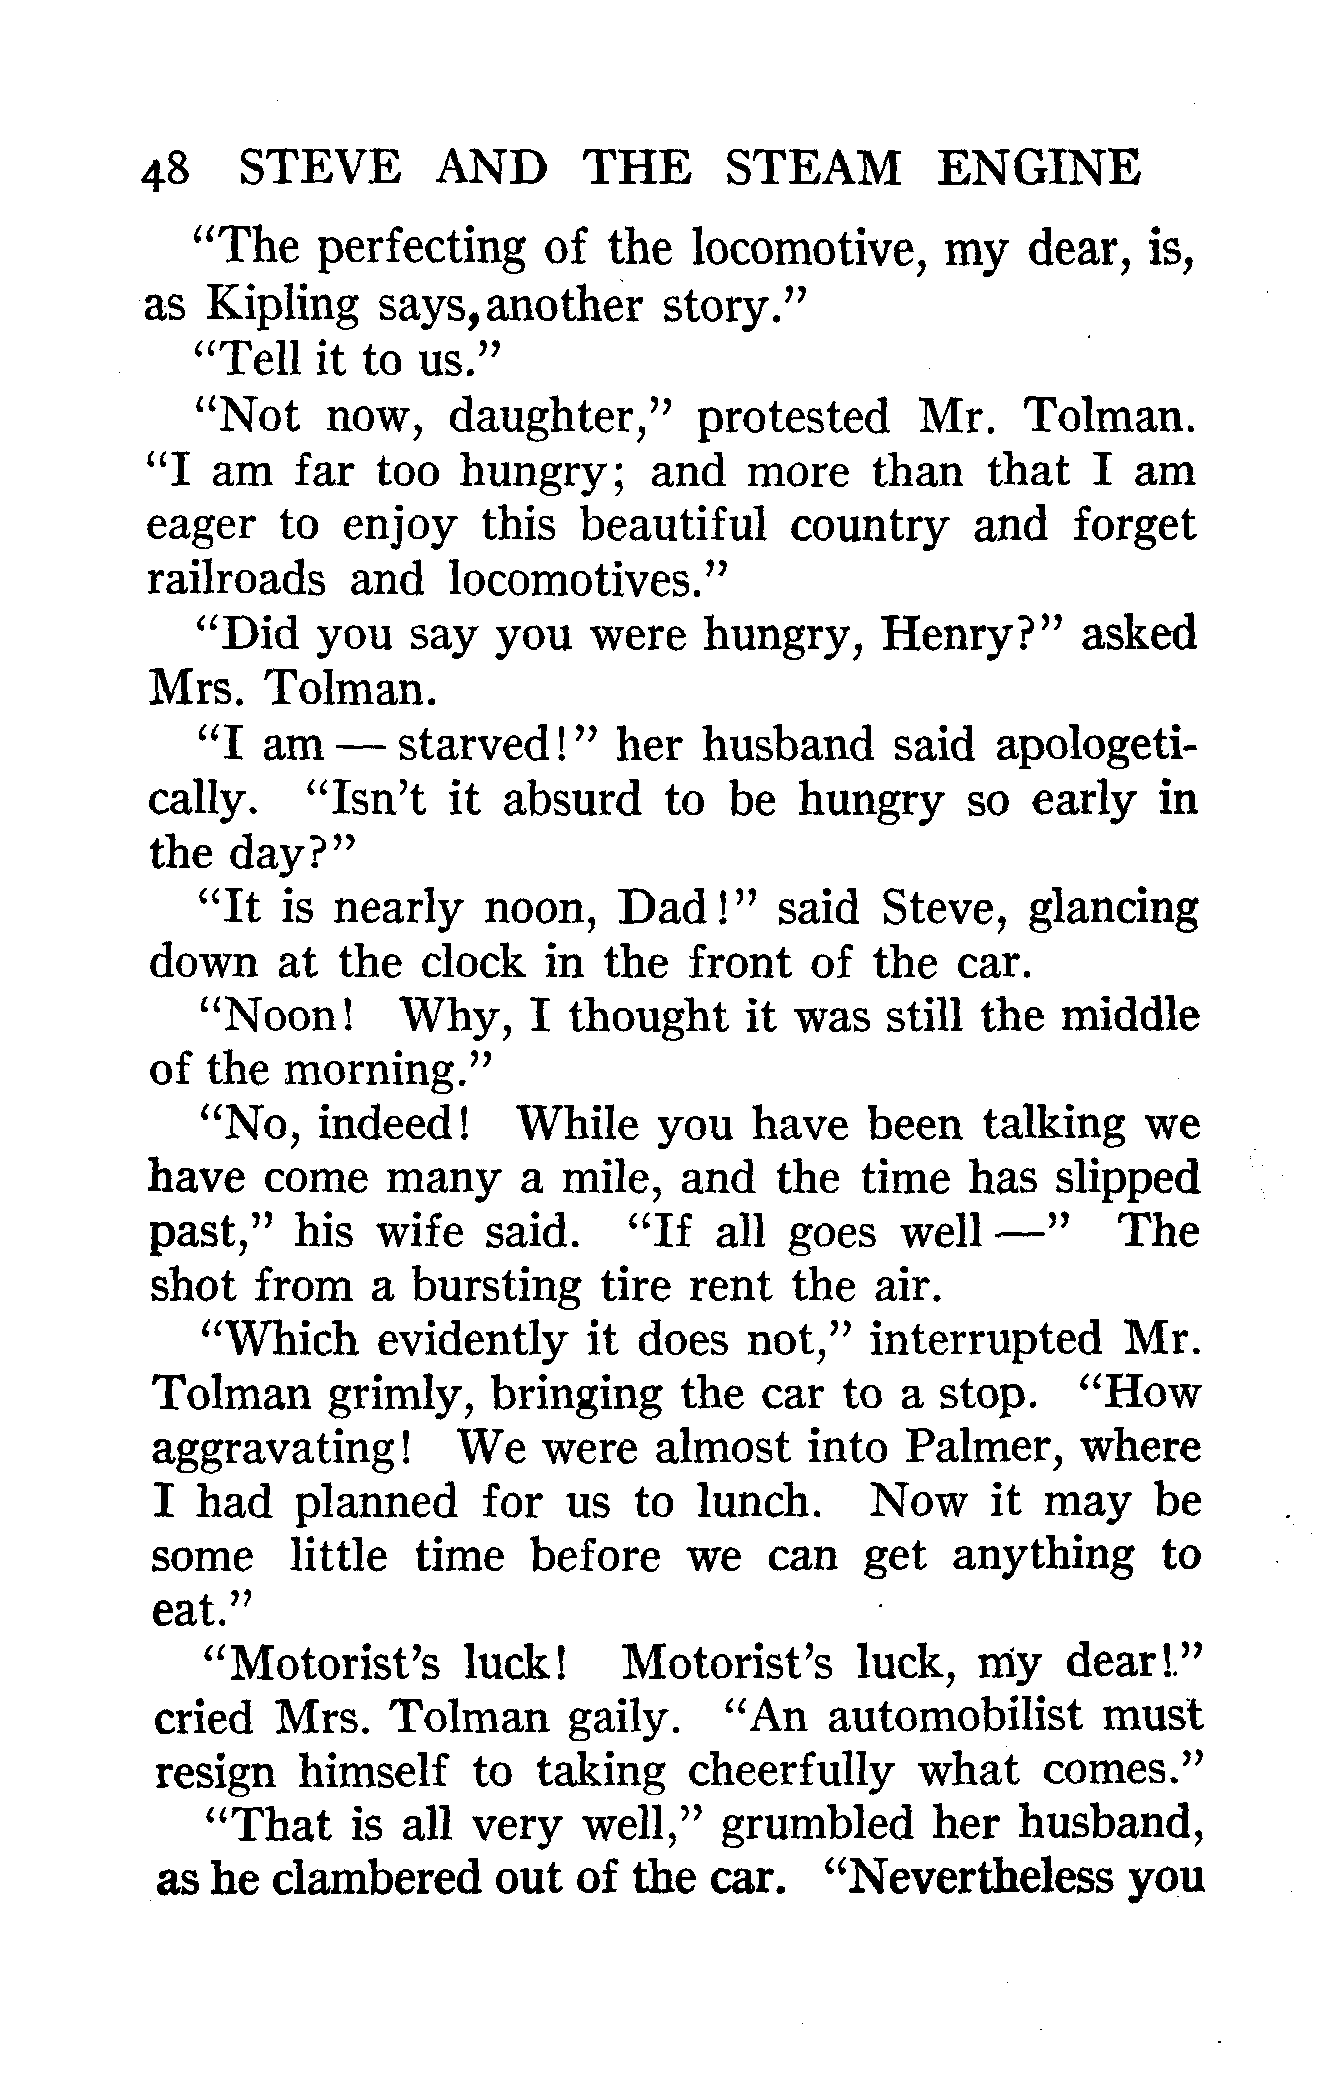 48 STEVE AND THE STEAM ENGINE
"The perfecting of the locomotive, my dear, is,
as Kipling says, another story."
"Tell it to us."
"Not now, daughter," protested Mr. Tolman.
"I am far too hungry; and more than that I am
eager to enjoy this beautiful country and forget
railroads and locomotives."
"Did you say you were hungry, Henry?" asked
Mrs. Tolman.
"I am — starved!" her husband said apologeti-
cally. "Isn't it absurd to be hungry so early in
the day?"
"It is nearly noon, Dad!" said Steve, glancing
down at the clock in the front of the car.
"Noon! Why, I thought it was still the middle
of the morning."
"No, indeed! While you have been talking we
have come many a mile, and the time has slipped
past," his wife said. "If all goes well —" The
shot from a bursting tire rent the air.
"Which evidently it does not," interrupted Mr.
Tolman grimly, bringing the car to a stop. "How
aggravating! We were almost into Palmer, where
I had planned for us to lunch. Now it may be
some little time before we can get anything to
eat."
"Motorist's luck! Motorist's luck, my dear!"
cried Mrs. Tolman gaily. "An automobilist must
resign himself to taking cheerfully what comes."
"That is all very well," grumbled her husband,
as he clambered out of the car. "Nevertheless you